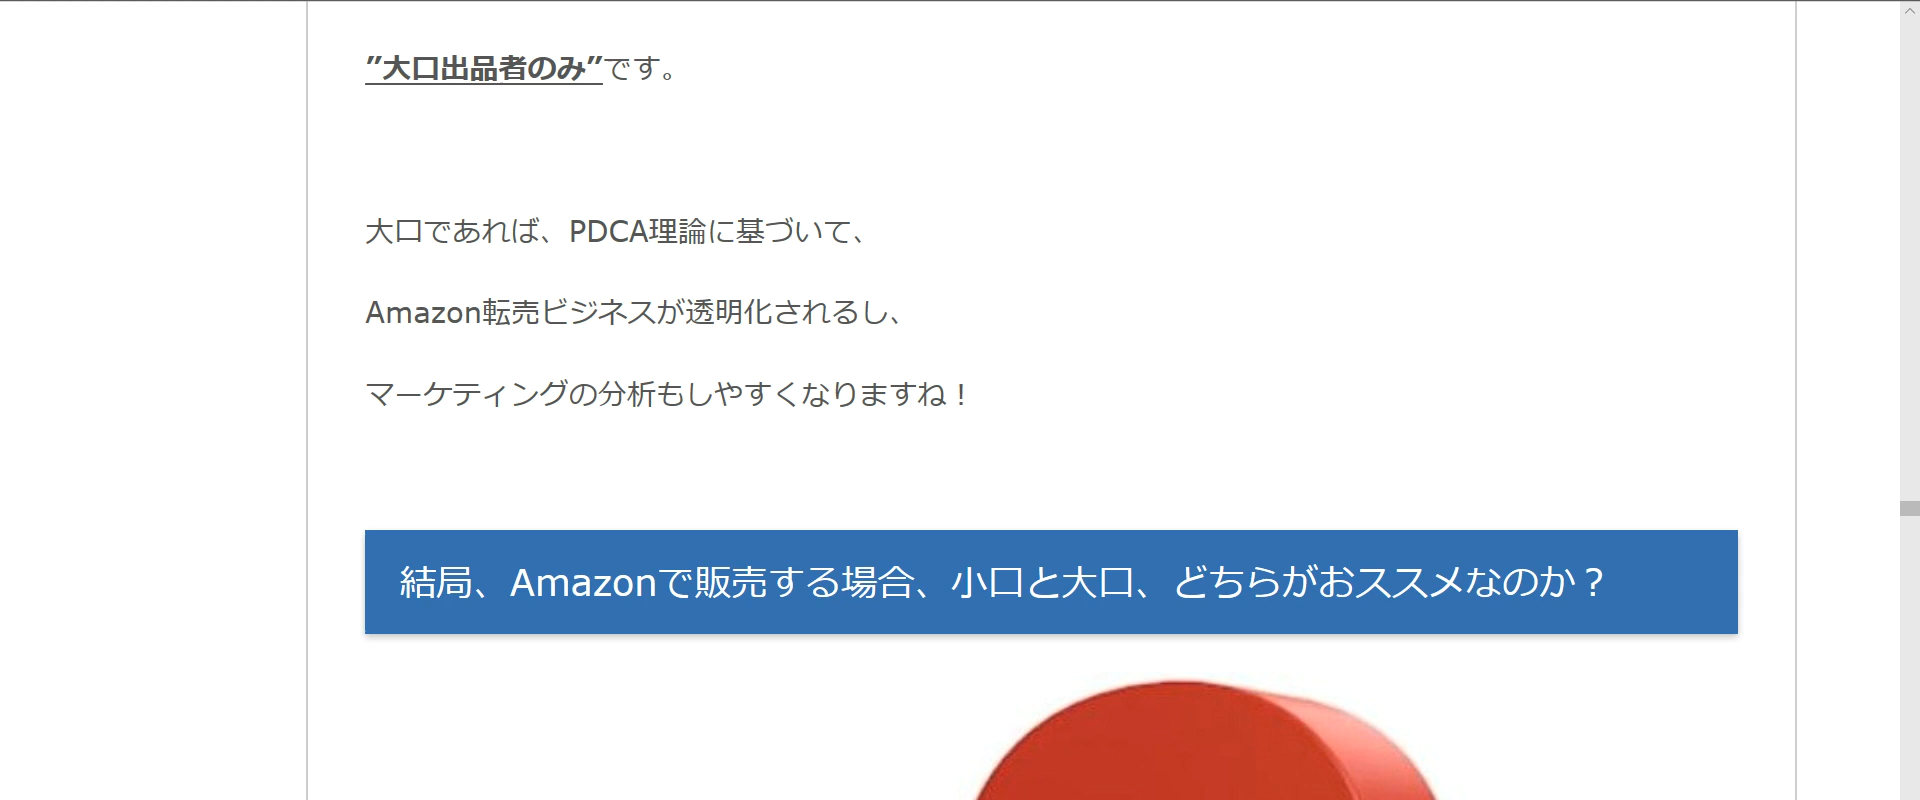 ”大口出品者のみ”です。
大口であれば、PDCA理論に基づいて、
Amazon転売ビジネスが透明化されるし、
マーケティングの分析もしやすくなりますね！
結局、Amazonで販売する場合、小口と大口、どちらがおススメなのか？